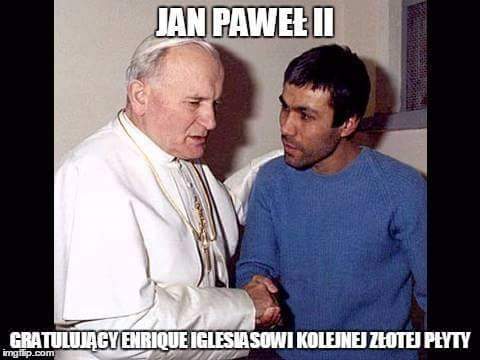 JAN PAWEŁ II
GRATULUJĄCY ENRIQUE IGLESIASOWI KOLEJNEJ ZŁOTEJ PŁYTY
imgflip.com